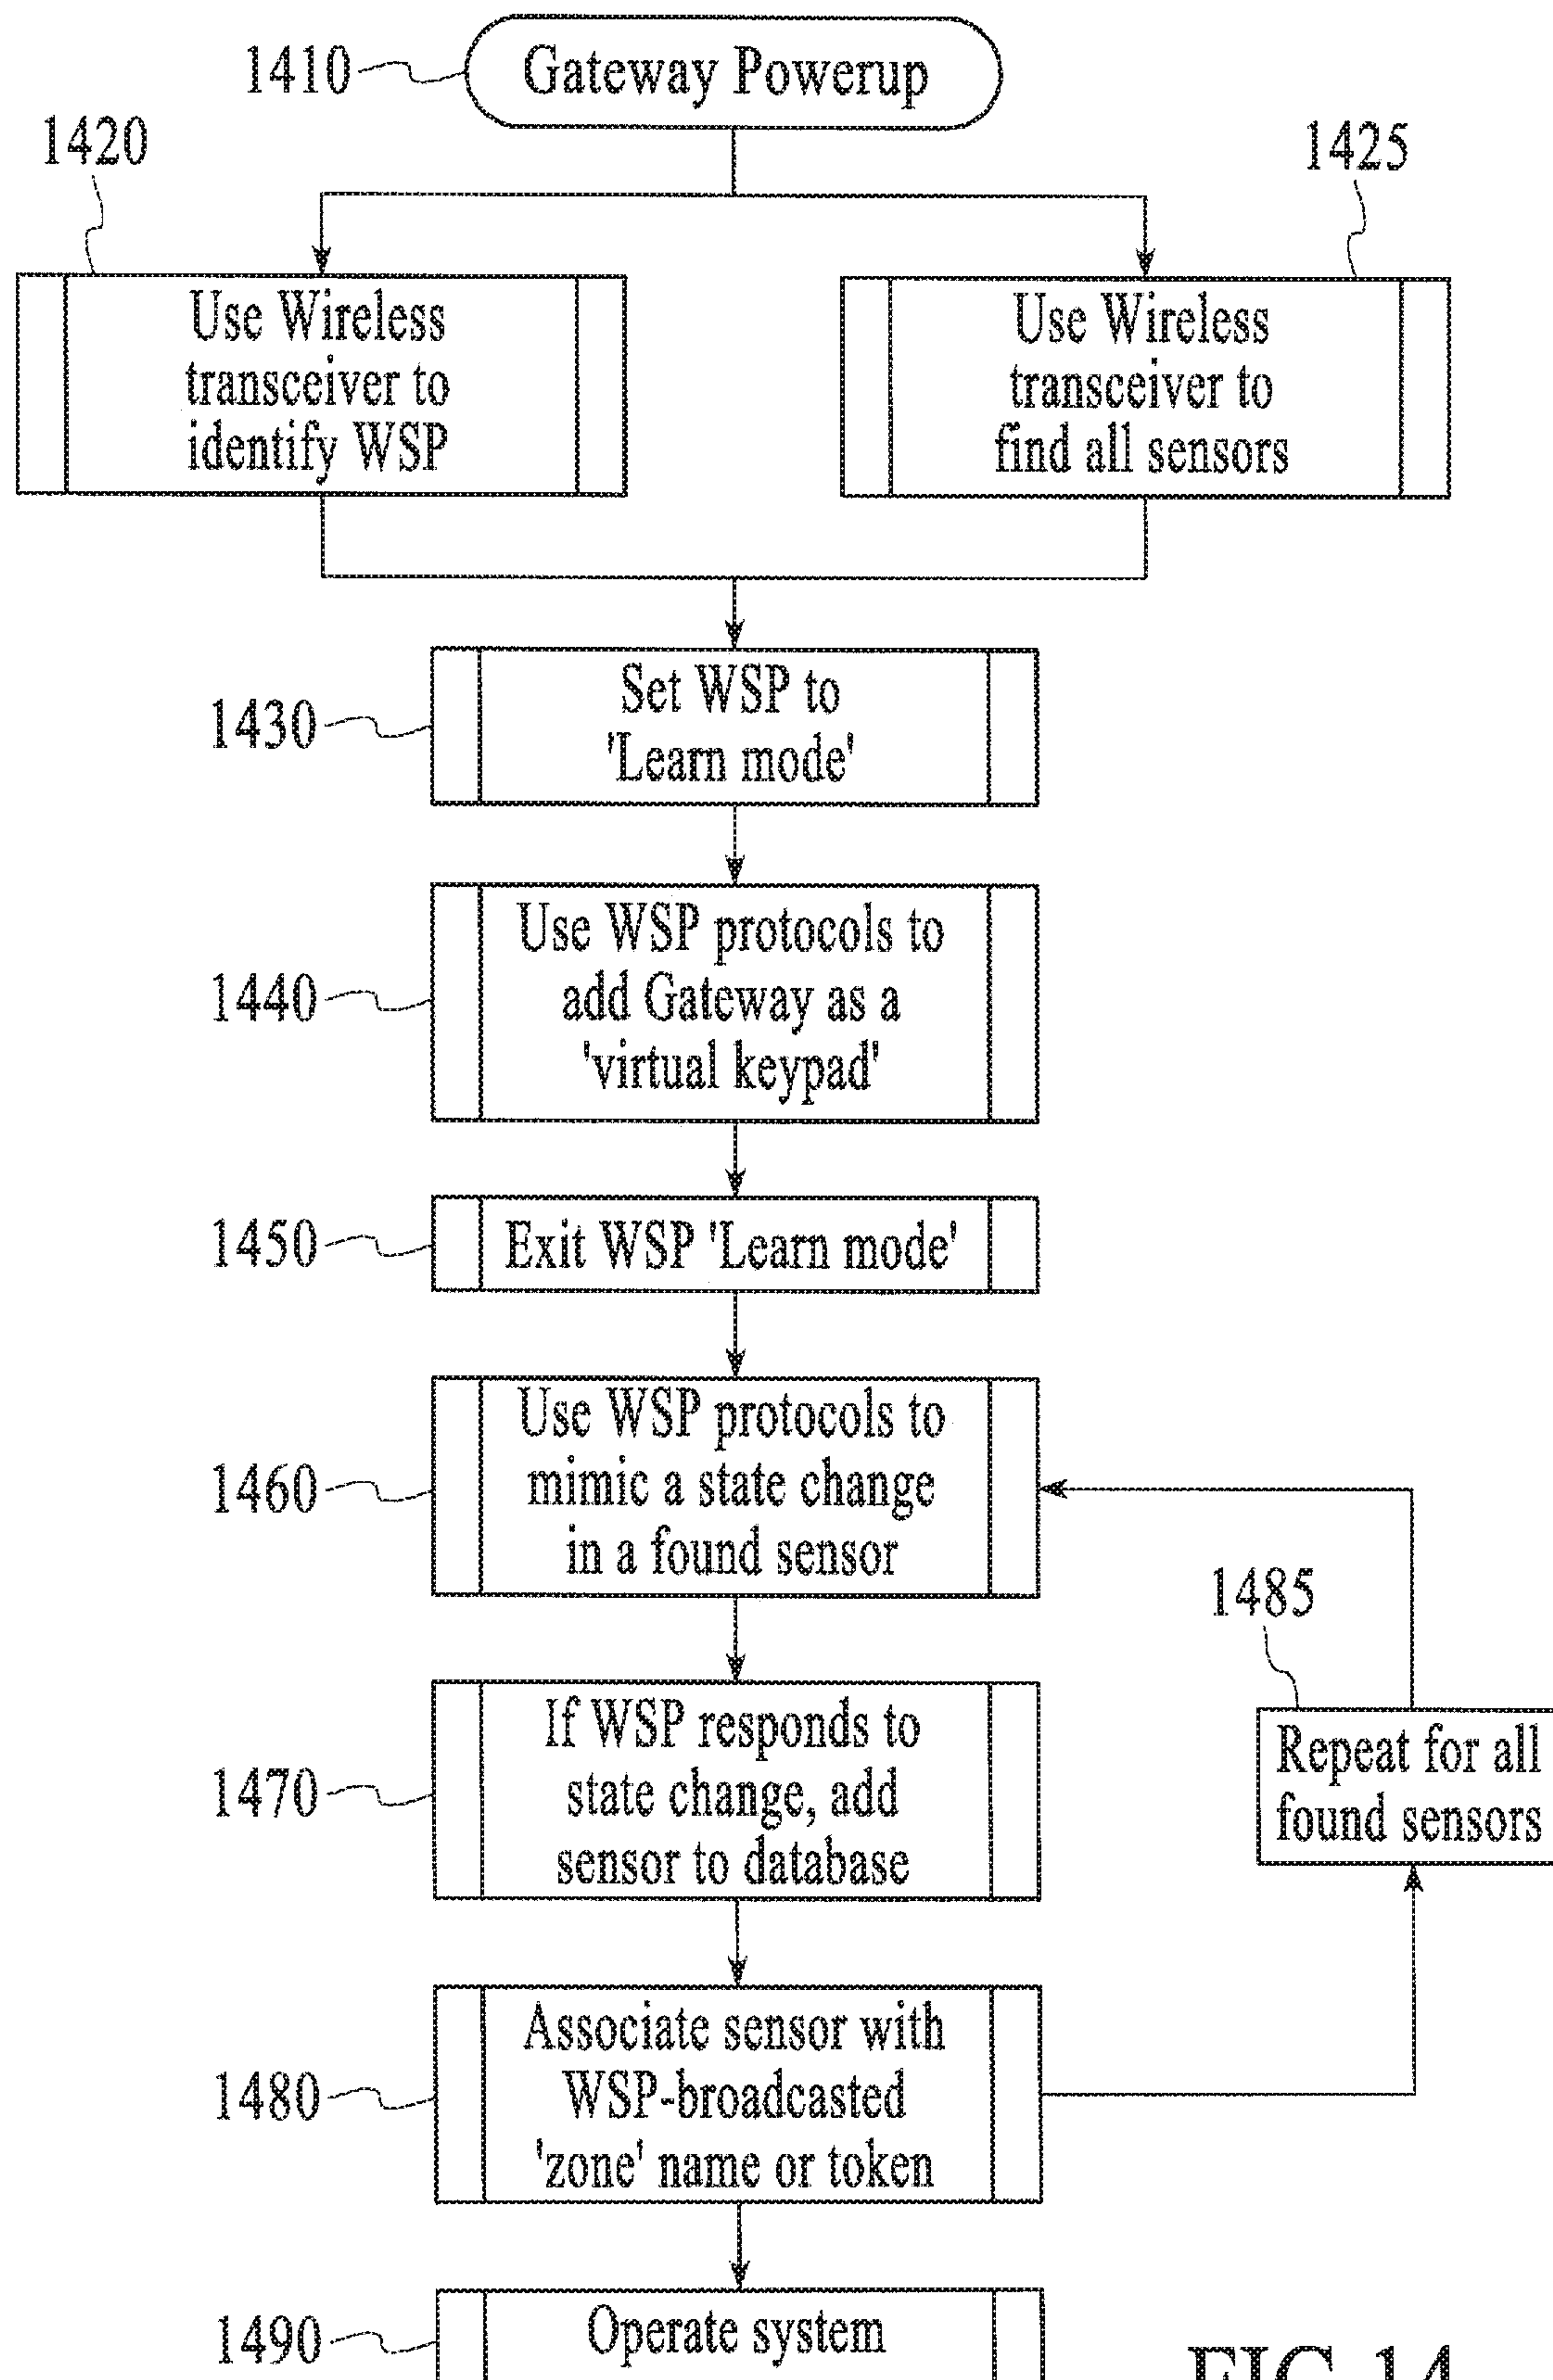 1410
Gateway Powerup
1420
1425
Use Wireless
transceiver to
identify WSP
Use Wireless
transceiver to
find all sensors
1430
Set WSP to
'Learn mode'
1440
Use WSP protocols to
add Gateway as a
'virtual keypad'
1450
Exit WSP 'Learn mode'
1460
Use WSP protocols to
mimic a state change
in a found sensor
1485
Repeat for all
found sensors
1470
If WSP responds to
state change, add
sensor to database
1480
Associate sensor with
WSP-broadcasted
'zone' name or token
1490
Operate system
FIG. 14